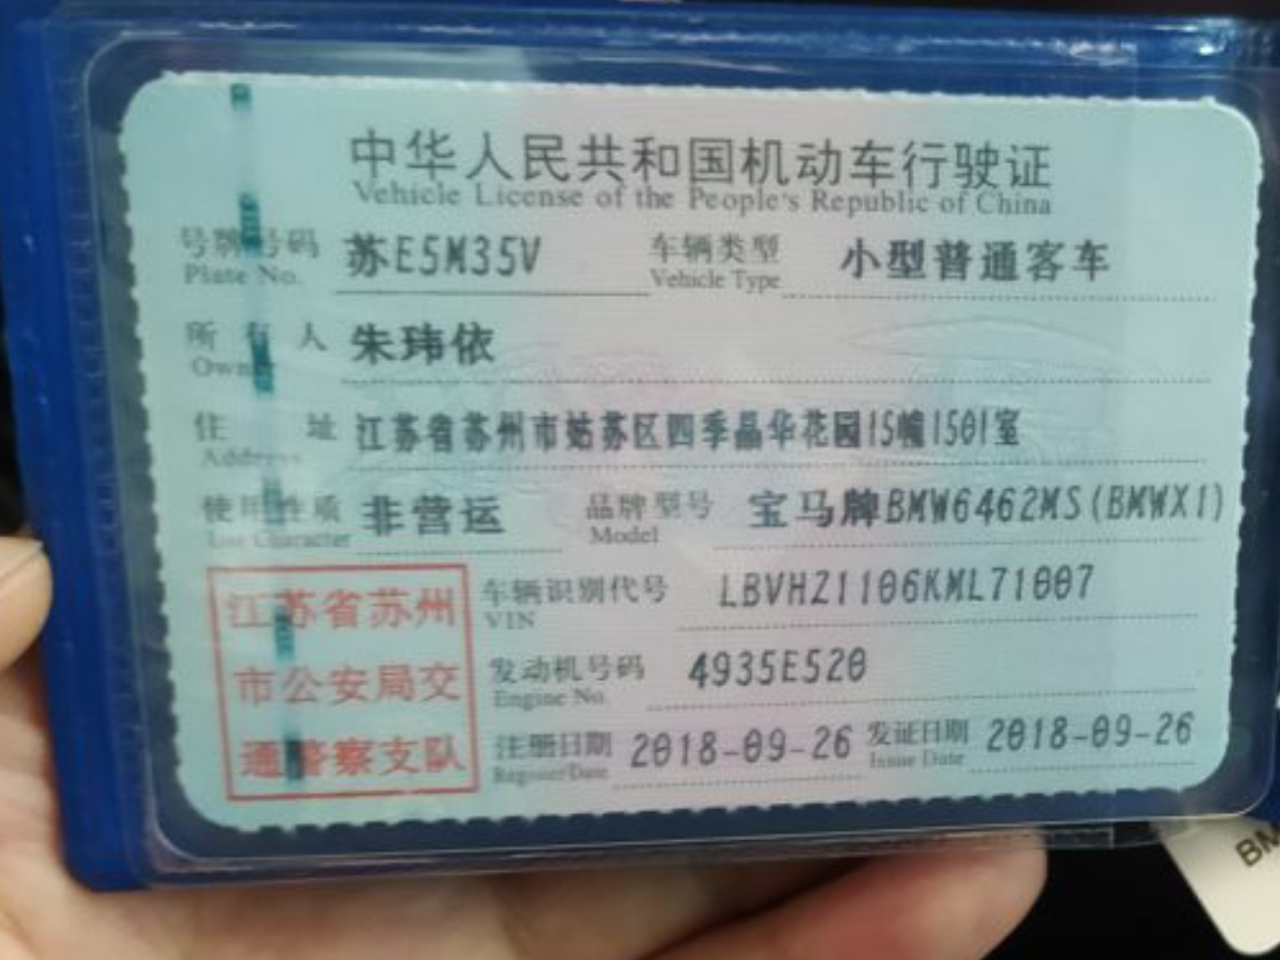 中华人民共和国机动车行驶证
Vehicle License of the People's Republic of China
号牌号码 苏E5M35V 车辆类型 小型普通客车
Plate No. Vehicle Type
所有人 朱玮依
Owner
住址 江苏省苏州市姑苏区四季晶华花园15幢1501室
Address
使用性质 非营运 品牌型号 宝马牌BMW6462MS(BMWX1)
Use Character Model
江苏省苏州
市公安局交
通警察支队
车辆识别代号 LBVHZ1106KML71007
VIN
发动机号码 4935E520
Engine No.
注册日期 2018-09-26 发证日期 2018-09-26
Register Date Issue Date
BM